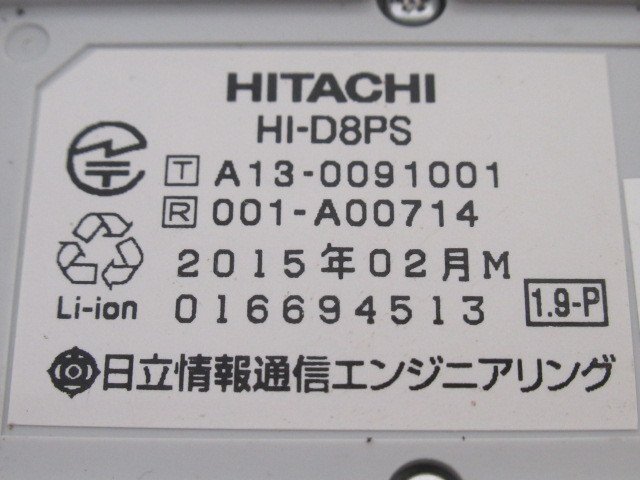 HITACHI
HI-D8PS
T A13-0091001
R 001-A00714
2015年02月M
Li-ion 016694513 1.9-P
日立情報通信エンジニアリング